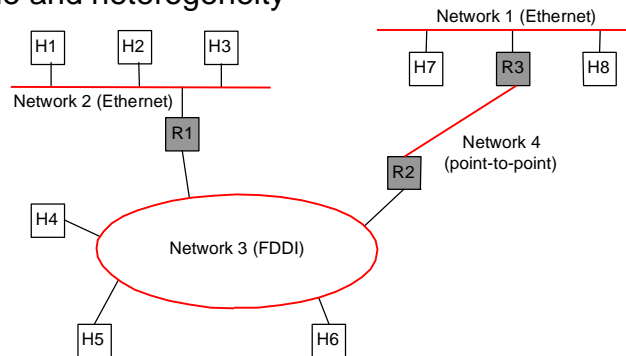 and heterogeneity
Network 1 (Ethernet)
H1
H2
H3
H7
R3
H8
Network 2 (Ethernet)
R1
Network 4
(point-to-point)
R2
H4
Network 3 (FDDI)
H5
H6